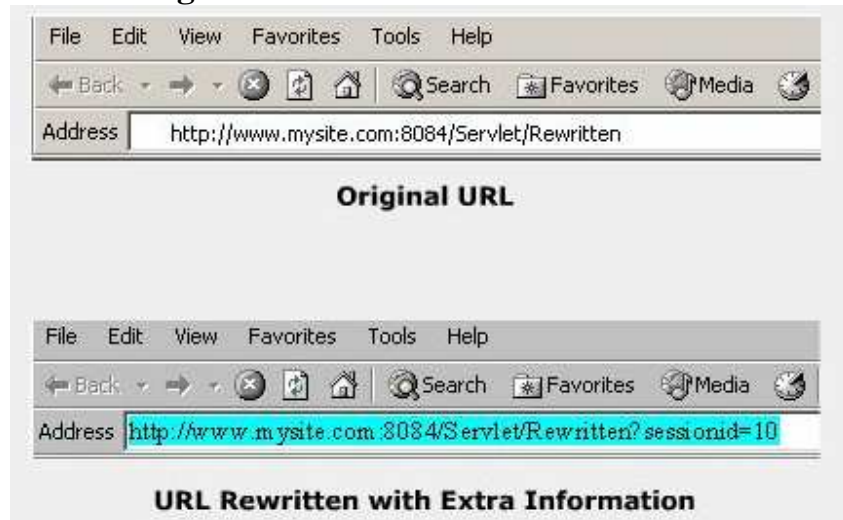 File Edit View Favorites Tools Help
Back Search Favorites Media
Address http://www.mysite.com:8084/Servlet/Rewritten
Original URL
File Edit View Favorites Tools Help
Back Search Favorites Media
Address http://www.mysite.com:8084/Servlet/Rewritten?sessionid=10
URL Rewritten with Extra Information